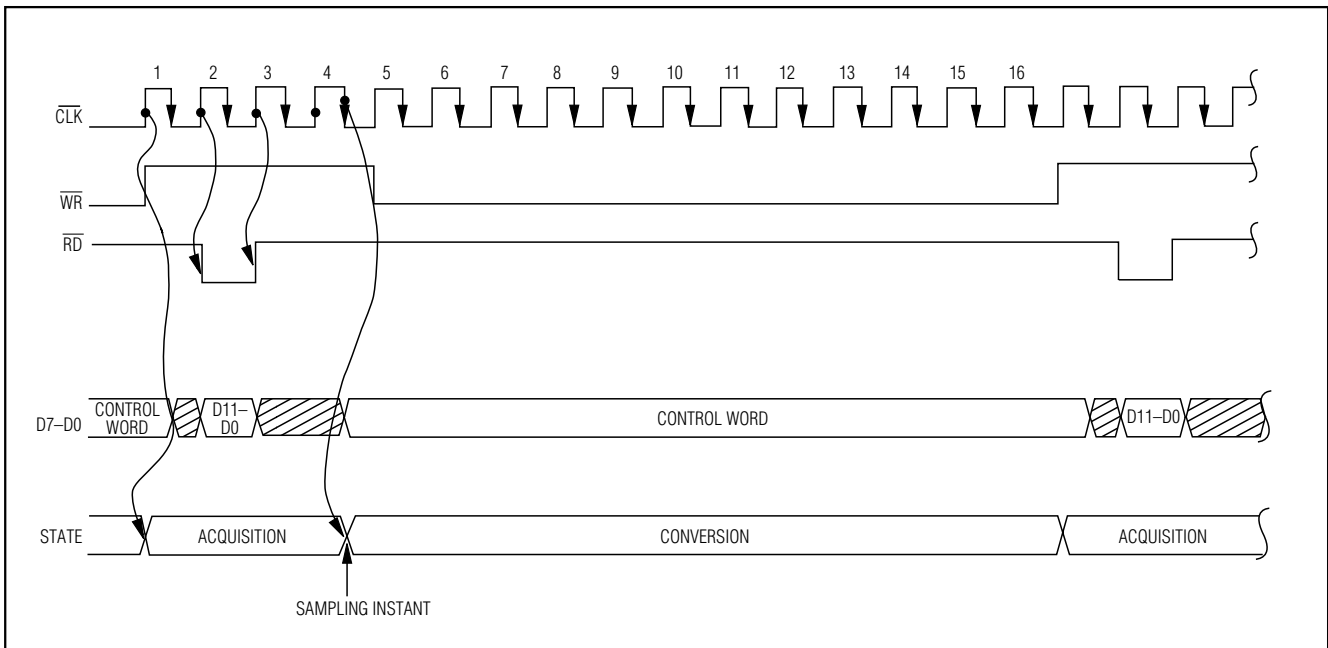 1 2 3 4 5 6 7 8 9 10 11 12 13 14 15 16
CLK
WR
RD
D7–D0
CONTROL
WORD
D11–
D0
CONTROL WORD
D11–D0
STATE
ACQUISITION
CONVERSION
ACQUISITION
SAMPLING INSTANT